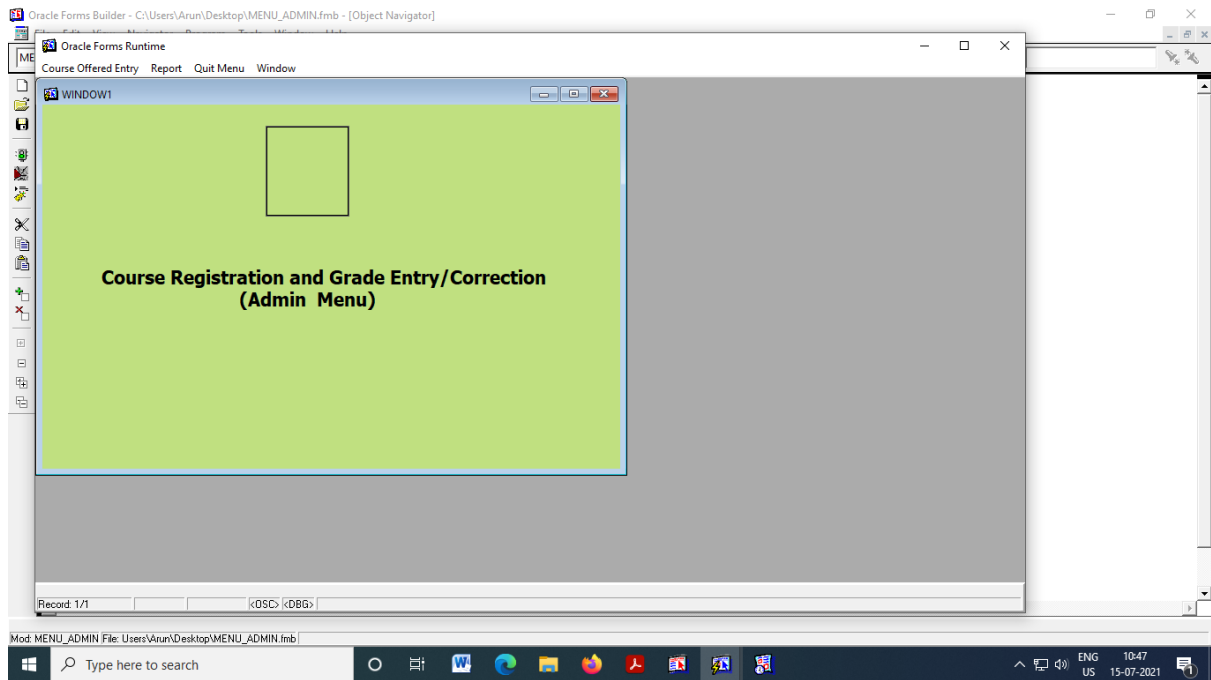 Oracle Forms Builder - C:\Users\Arun\Desktop\MENU_ADMIN.fmb - [Object Navigator]
Oracle Forms Runtime
ME
Course Offered Entry Report Quit Menu Window
WINDOW1
Course Registration and Grade Entry/Correction
(Admin Menu)
Record: 1/1 <OSC> <DBG>
Mod: MENU_ADMIN File: Users\Arun\Desktop\MENU_ADMIN.fmb
Type here to search
ENG 10:47
US 15-07-2021
1